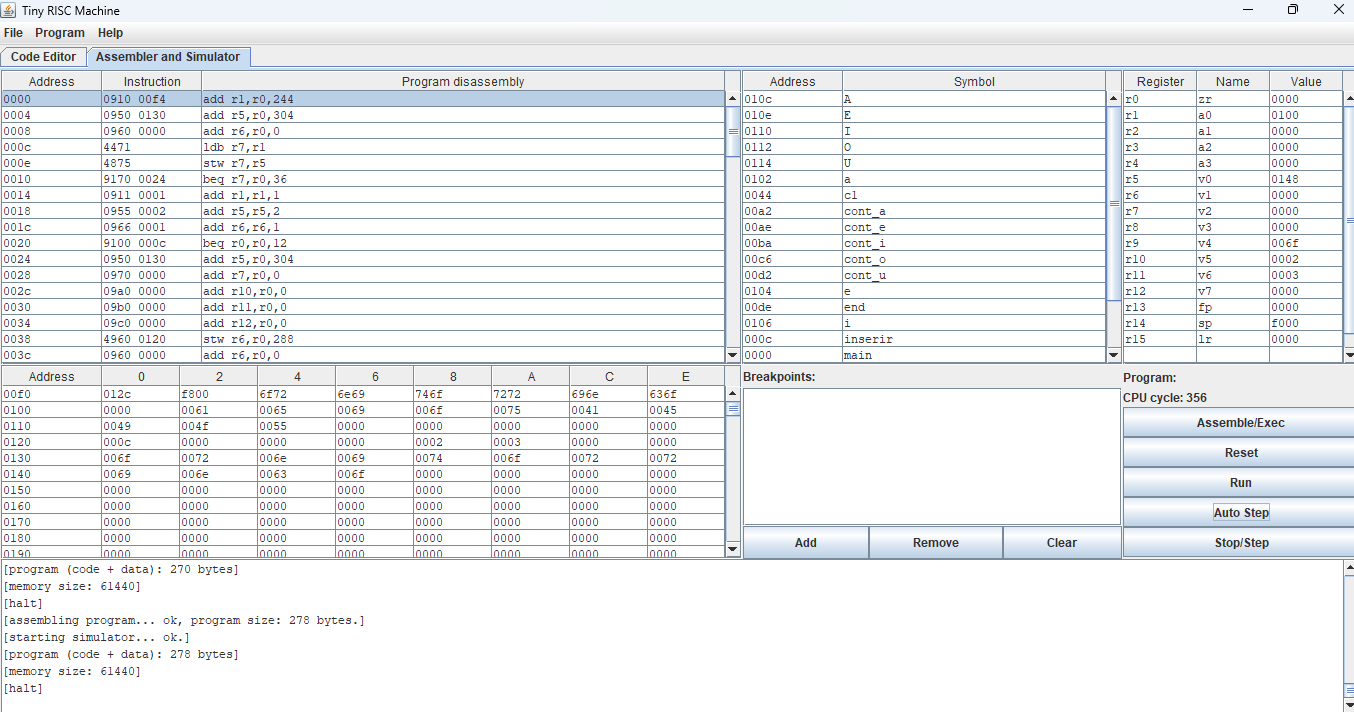 Tiny RISC Machine
File Program Help
Code Editor Assembler and Simulator
Address Instruction Program disassembly
0000 0910 00f4 add r1,r0,244
0004 0950 0130 add r5,r0,304
0008 0960 0000 add r6,r0,0
000c 4471 ldb r7,r1
000e 4875 stw r7,r5
0010 9170 0024 beq r7,r0,36
0014 0911 0001 add r1,r1,1
0018 0955 0002 add r5,r5,2
001c 0966 0001 add r6,r6,1
0020 9100 000c beq r0,r0,12
0024 0950 0130 add r5,r0,304
0028 0970 0000 add r7,r0,0
002c 09a0 0000 add r10,r0,0
0030 09b0 0000 add r11,r0,0
0034 09c0 0000 add r12,r0,0
0038 4960 0120 stw r6,r0,288
003c 0960 0000 add r6,r0,0
Address Symbol
010c A
010e E
0110 I
0112 O
0114 U
0102 a
0044 cl
00a2 cont_a
00ae cont_e
00ba cont_i
00c6 cont_o
00d2 cont_u
0104 e
00de end
0106 i
000c inserir
0000 main
Register Name Value
r0 zr 0000
r1 a0 0100
r2 a1 0000
r3 a2 0000
r4 a3 0000
r5 v0 0148
r6 v1 0000
r7 v2 0000
r8 v3 0000
r9 v4 006f
r10 v5 0002
r11 v6 0003
r12 v7 0000
r13 fp 0000
r14 sp f000
r15 lr 0000
Address 0 2 4 6 8 A C E
00f0 012c f800 6f72 6e69 746f 7272 696e 636f
0100 0000 0061 0065 0069 006f 0075 0041 0045
0110 0049 004f 0055 0000 0000 0000 0000 0000
0120 000c 0000 0000 0000 0002 0003 0000 0000
0130 006f 0072 006e 0069 0074 006f 0072 0072
0140 0069 006e 0063 006f 0000 0000 0000 0000
0150 0000 0000 0000 0000 0000 0000 0000 0000
0160 0000 0000 0000 0000 0000 0000 0000 0000
0170 0000 0000 0000 0000 0000 0000 0000 0000
0180 0000 0000 0000 0000 0000 0000 0000 0000
0190 0000 0000 0000 0000 0000 0000 0000 0000
Breakpoints:
Add Remove Clear
Program:
CPU cycle: 356
Assemble/Exec
Reset
Run
Auto Step
Stop/Step
[program (code + data): 270 bytes]
[memory size: 61440]
[halt]
[assembling program... ok, program size: 278 bytes.]
[starting simulator... ok.]
[program (code + data): 278 bytes]
[memory size: 61440]
[halt]